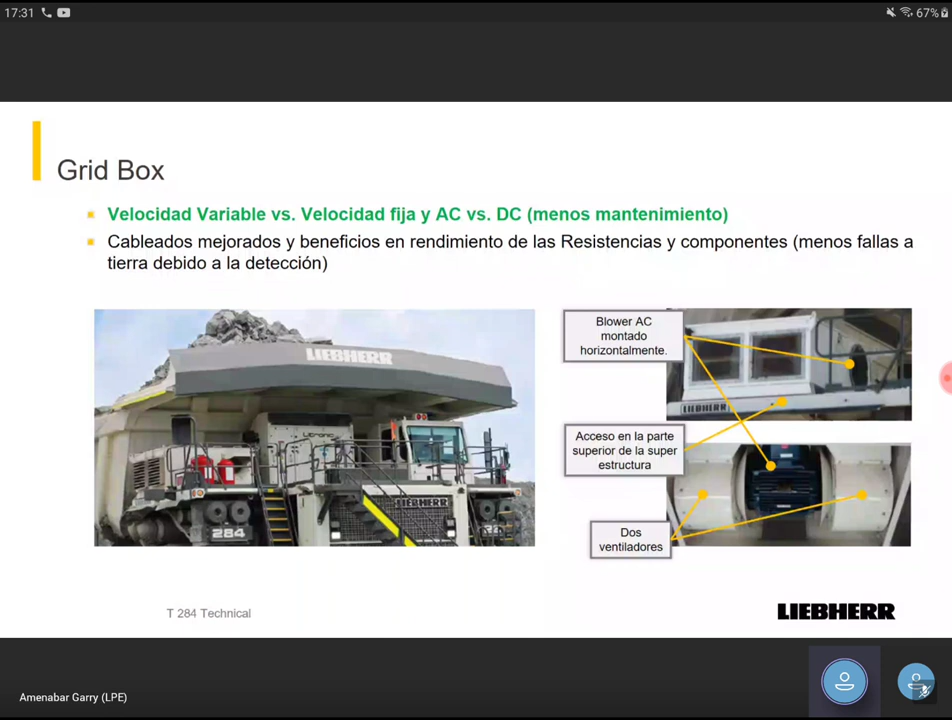 17:31
67%
Grid Box
Velocidad Variable vs. Velocidad fija y AC vs. DC (menos mantenimiento)
Cableados mejorados y beneficios en rendimiento de las Resistencias y componentes (menos fallas a
tierra debido a la detección)
LIEBHERR
Litronic
LIEBHERR
284
Blower AC
montado
horizontalmente.
LIEBHERR
Acceso en la parte
superior de la super
estructura
Dos
ventiladores
T 284 Technical
LIEBHERR
Amenabar Garry (LPE)